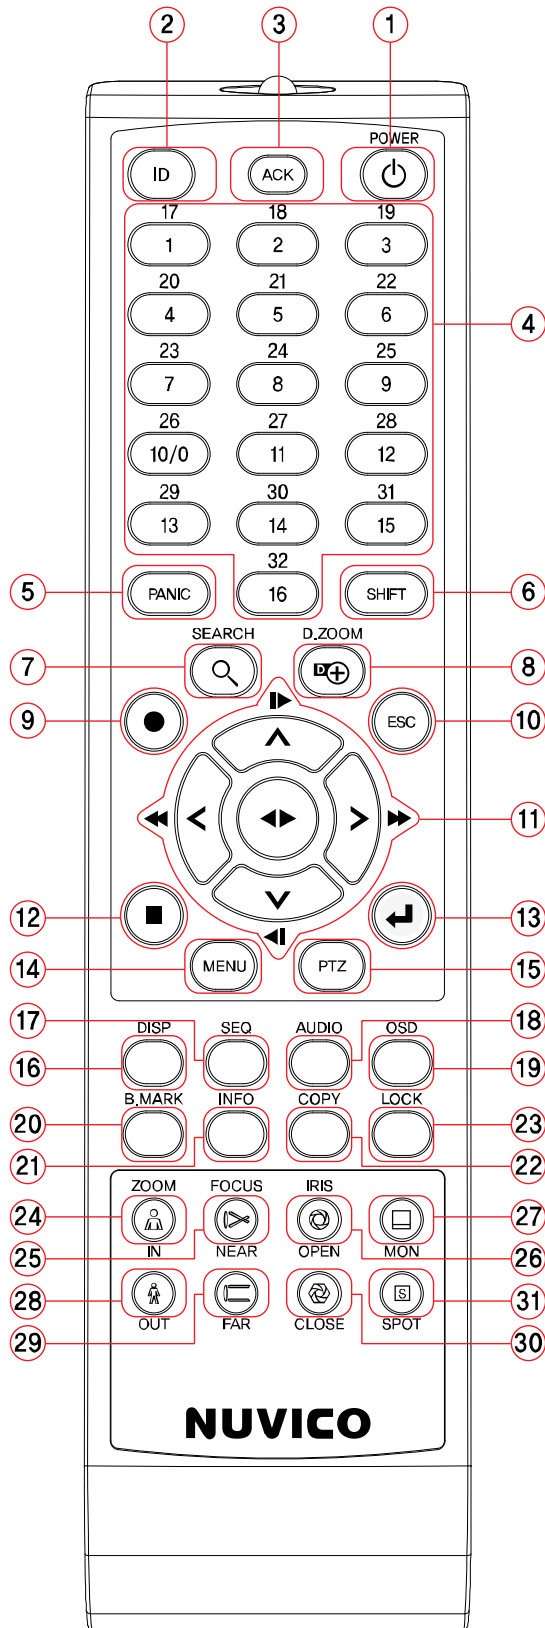 2 3 1
POWER
ID ACK
17 18 19
1 2 3
20 21 22
4 5 6
4
23 24 25
7 8 9
26 27 28
10/0 11 12
29 30 31
13 14 15
32
5 PANIC 16 SHIFT 6
SEARCH D.ZOOM
7 D 8
9 ESC 10
11
12 13
14 MENU PTZ 15
17 18
DISP SEQ AUDIO OSD
16 19
B.MARK INFO COPY LOCK
20 23
21 22
ZOOM FOCUS IRIS
24 27
IN NEAR OPEN MON
25 26
28 S 31
OUT FAR CLOSE SPOT
29 30
NUVICO